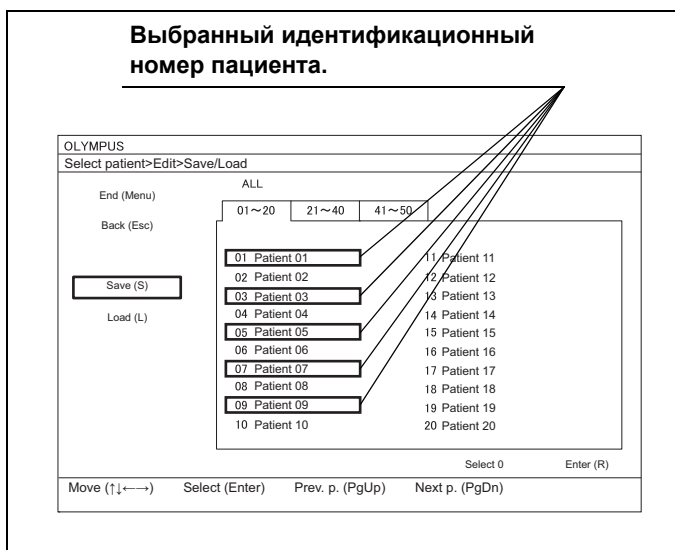 Выбранный идентификационный
номер пациента.
OLYMPUS
Select patient>Edit>Save/Load
End (Menu)
Back (Esc)
Save (S)
Load (L)
ALL
01~20 21~40 41~50
01 Patient 01
02 Patient 02
03 Patient 03
04 Patient 04
05 Patient 05
06 Patient 06
07 Patient 07
08 Patient 08
09 Patient 09
10 Patient 10
11 Patient 11
12 Patient 12
13 Patient 13
14 Patient 14
15 Patient 15
16 Patient 16
17 Patient 17
18 Patient 18
19 Patient 19
20 Patient 20
Select 0 Enter (R)
Move (↑↓←→) Select (Enter) Prev. p. (PgUp) Next p. (PgDn)